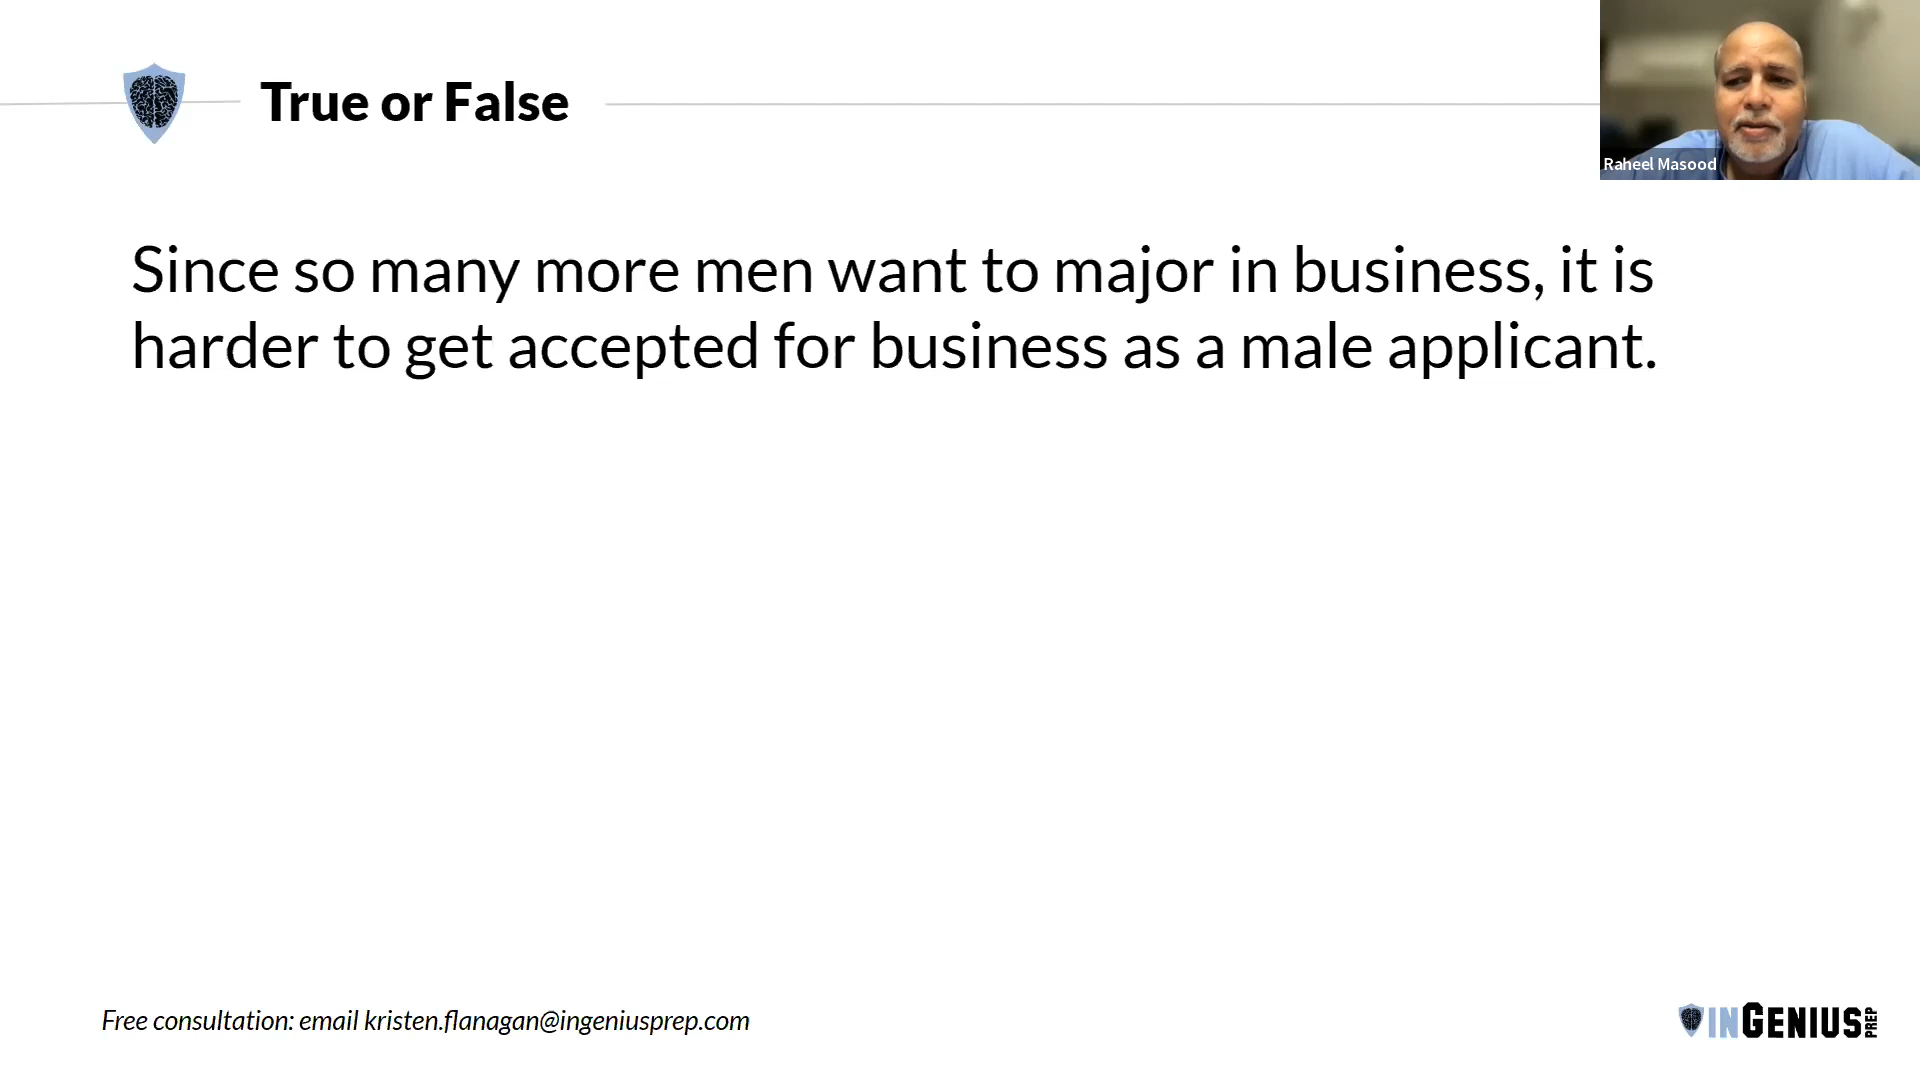 True or False
Raheel Masood
Since so many more men want to major in business, it is
harder to get accepted for business as a male applicant.
Free consultation: email kristen.flanagan@ingeniusprep.com
INGENIUS PREP